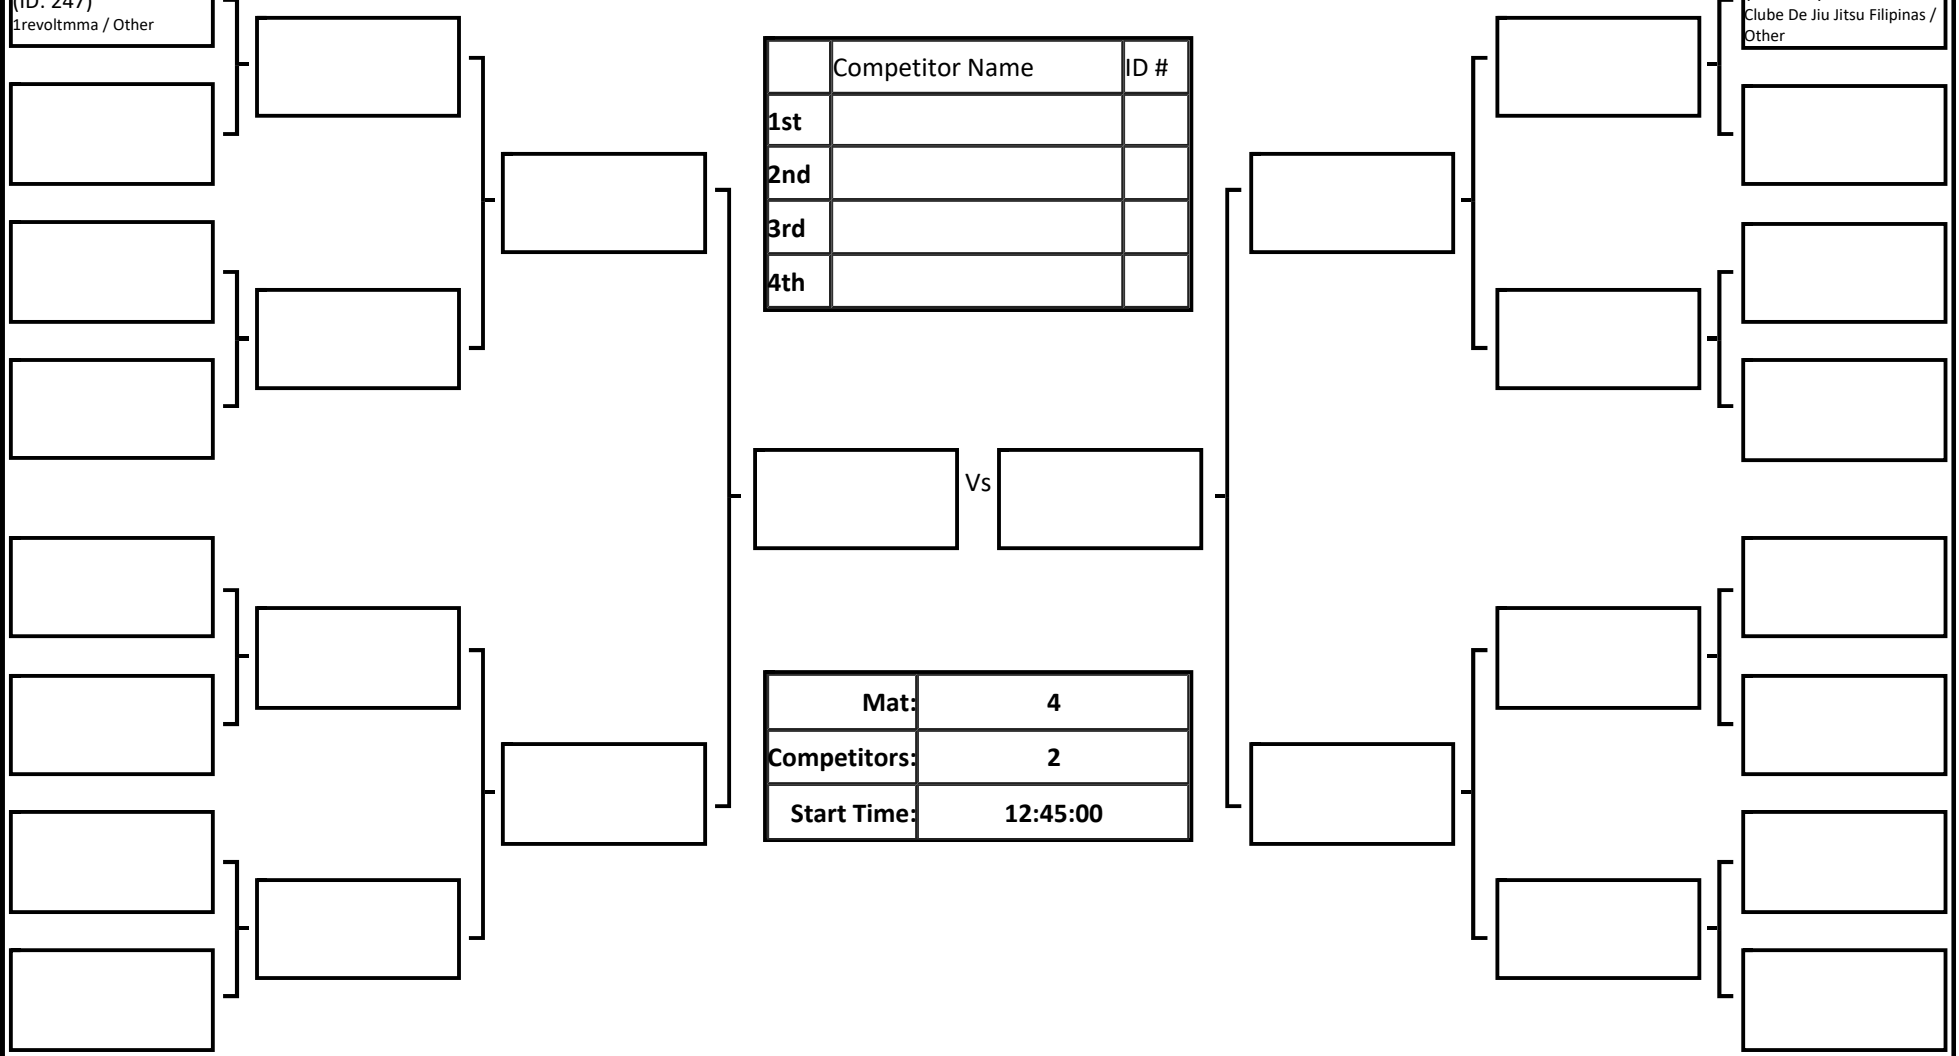 (ID: 247)
1revoltmma / Other
Clube De Jiu Jitsu Filipinas /
Other
Competitor Name ID #
1st
2nd
3rd
4th
Vs
Mat: 4
Competitors: 2
Start Time: 12:45:00